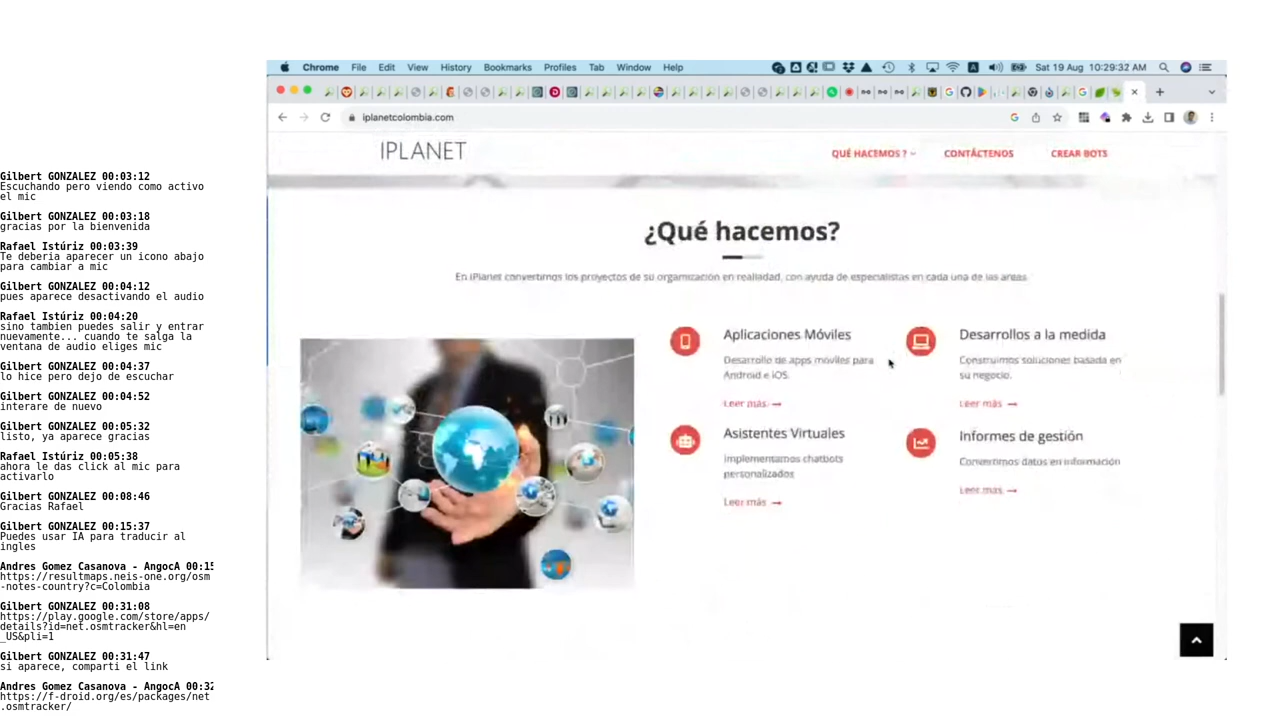 Gilbert GONZALEZ 00:03:12
Escuchando pero viendo como activo
el mic
Gilbert GONZALEZ 00:03:18
gracias por la bienvenida
Rafael Istúriz 00:03:39
Te deberia aparecer un icono abajo
para cambiar a mic
Gilbert GONZALEZ 00:04:12
pues aparece desactivando el audio
Rafael Istúriz 00:04:20
sino tambien puedes salir y entrar
nuevamente... cuando te salga la
ventana de audio eliges mic
Gilbert GONZALEZ 00:04:37
lo hice pero dejo de escuchar
Gilbert GONZALEZ 00:04:52
interare de nuevo
Gilbert GONZALEZ 00:05:32
listo, ya aparece gracias
Rafael Istúriz 00:05:38
ahora le das click al mic para
activarlo
Gilbert GONZALEZ 00:08:46
Gracias Rafael
Gilbert GONZALEZ 00:15:37
Puedes usar IA para traducir al
ingles
Andres Gomez Casanova - AngocA 00:15
https://resultmaps.neis-one.org/osm
-notes-country?c=Colombia
Gilbert GONZALEZ 00:31:08
https://play.google.com/store/apps/
details?id=net.osmtracker&hl=en
_US&pli=1
Gilbert GONZALEZ 00:31:47
si aparece, comparti el link
Andres Gomez Casanova - AngocA 00:32
https://f-droid.org/es/packages/net
.osmtracker/
Chrome File Edit View History Bookmarks Profiles Tab Window Help
Sat 19 Aug 10:29:32 AM
iplanetcolombia.com
IPLANET
QUÉ HACEMOS ?
CONTÁCTENOS
CREAR BOTS
¿Qué hacemos?
En iPlanet convertimos los proyectos de su organización en realidad, con ayuda de especialistas en cada una de las áreas.
Aplicaciones Móviles
Desarrollo de apps móviles para
Android e iOS.
Leer más →
Desarrollos a la medida
Construimos soluciones basada en
su negocio.
Leer más →
Asistentes Virtuales
Implementamos chatbots
personalizados
Leer más →
Informes de gestión
Convertimos datos en información
Leer más →